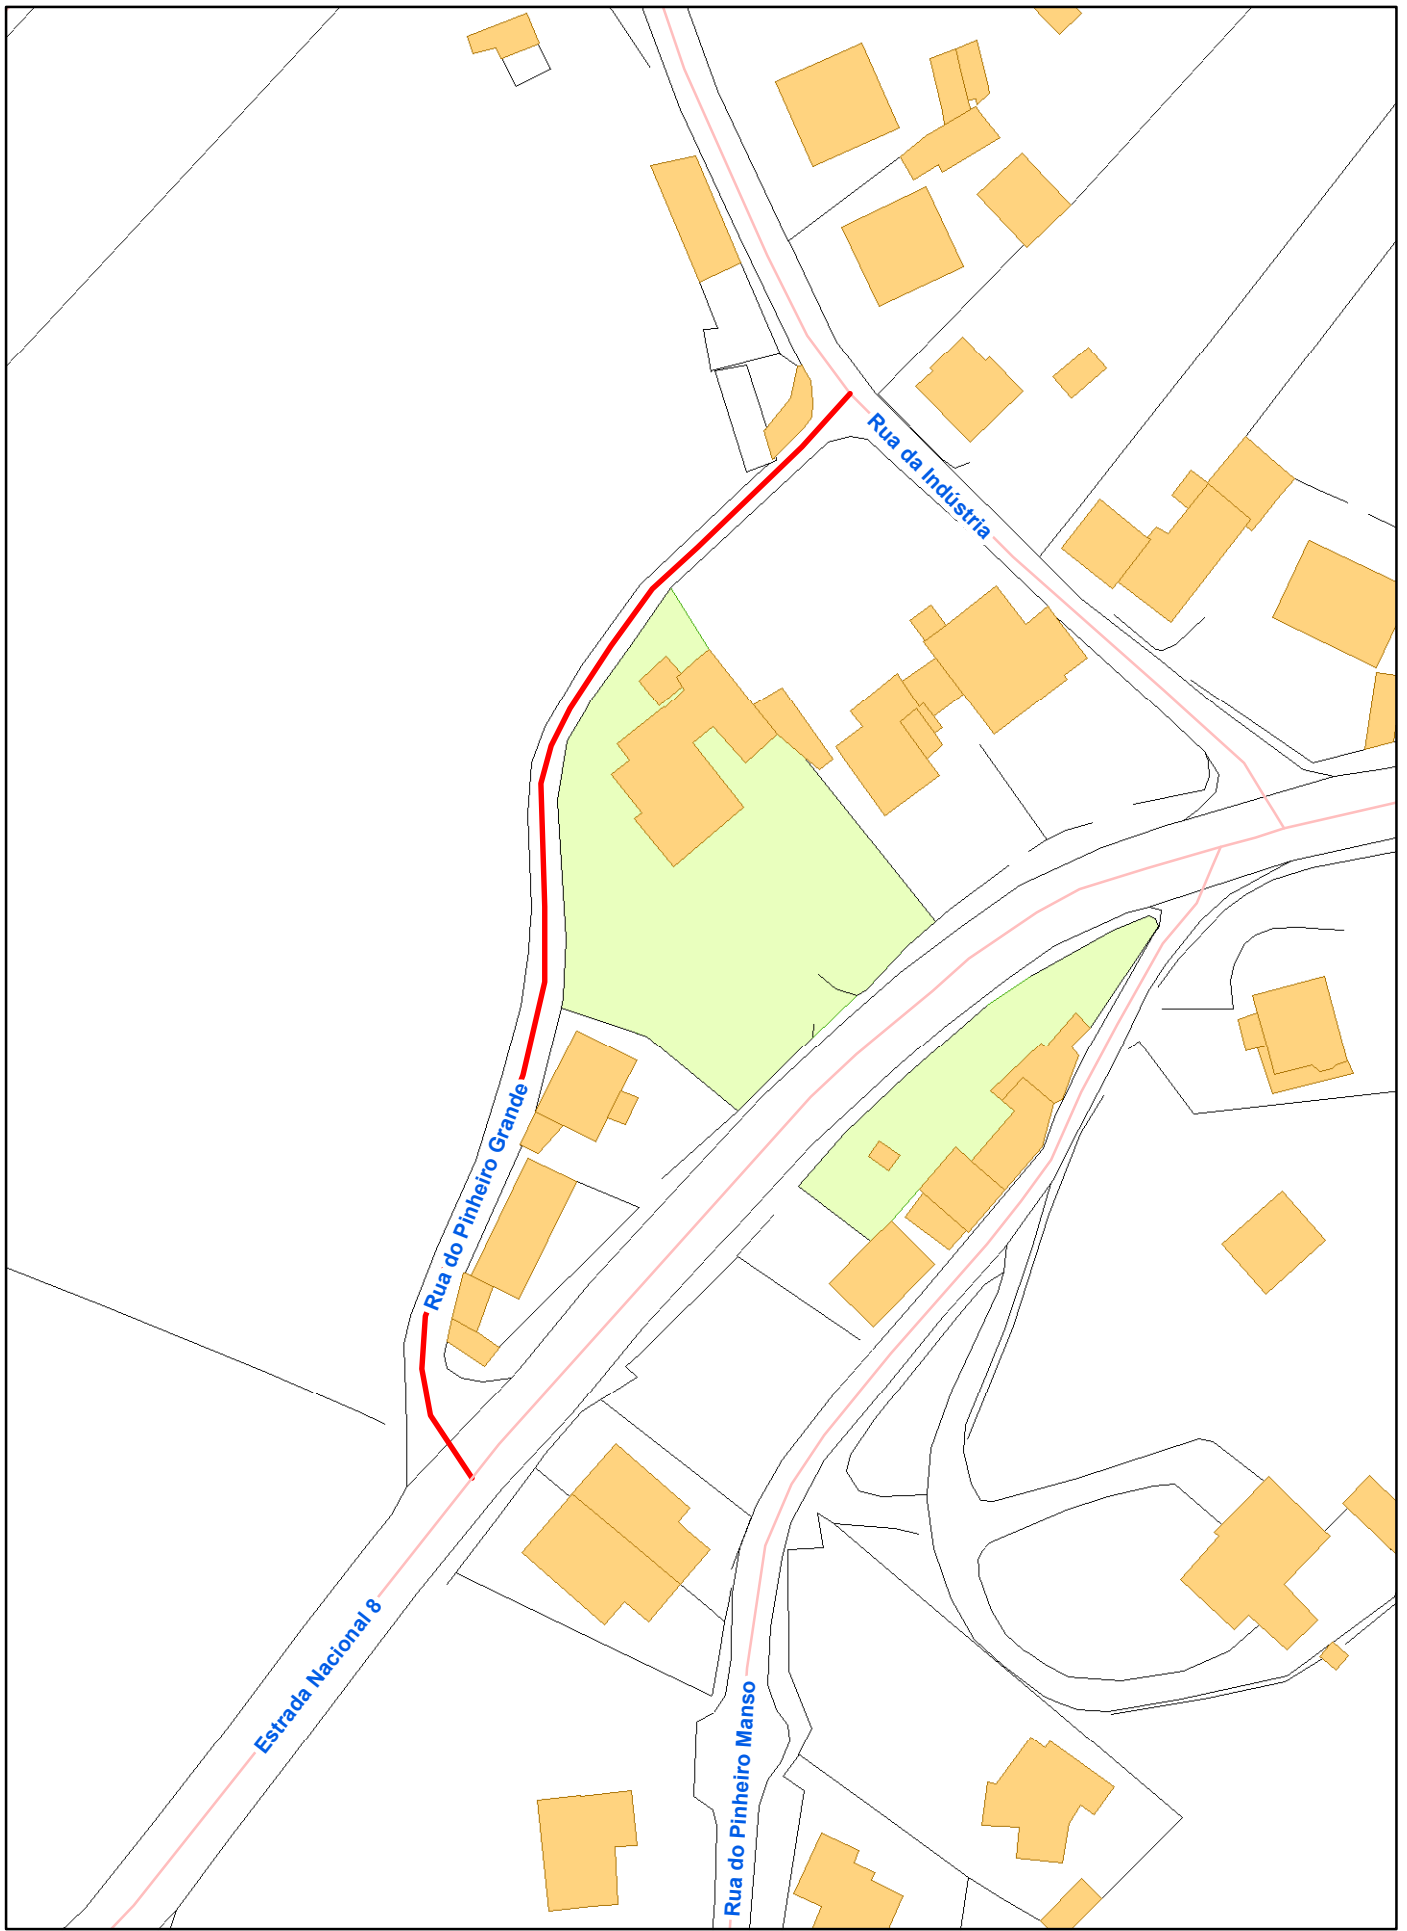 Rua da Indústria
Rua do Pinheiro Grande
Estrada Nacional 8
Rua do Pinheiro Manso